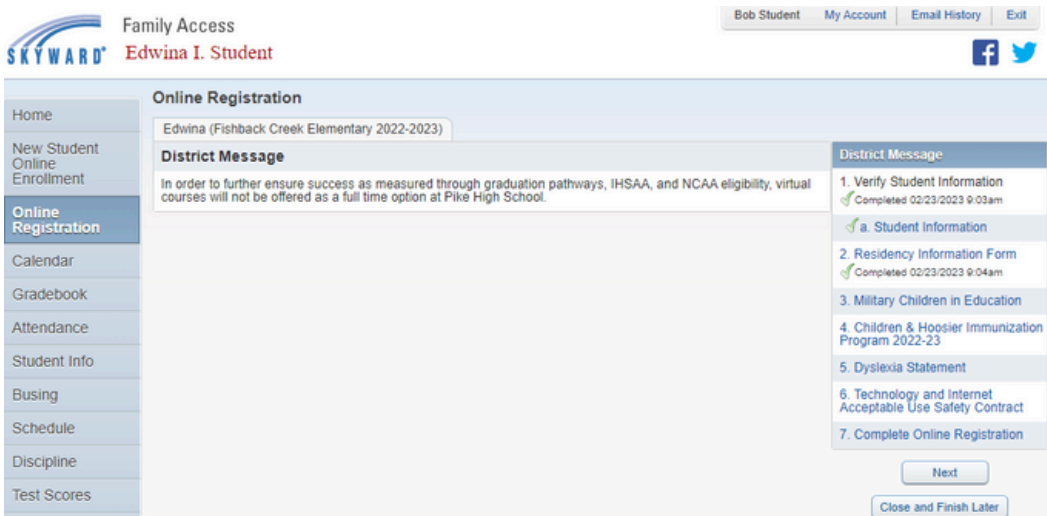 SKYWARD®
Family Access
Edwina I. Student
Bob Student
My Account
Email History
Exit
Home
New Student
Online
Enrollment
Online
Registration
Calendar
Gradebook
Attendance
Student Info
Busing
Schedule
Discipline
Test Scores
Online Registration
Edwina (Fishback Creek Elementary 2022-2023)
District Message
In order to further ensure success as measured through graduation pathways, IHSAA, and NCAA eligibility, virtual
courses will not be offered as a full time option at Pike High School.
District Message
1. Verify Student Information
Completed 02/23/2023 9:03am
a. Student Information
2. Residency Information Form
Completed 02/23/2023 9:04am
3. Military Children in Education
4. Children & Hoosier Immunization
Program 2022-23
5. Dyslexia Statement
6. Technology and Internet
Acceptable Use Safety Contract
7. Complete Online Registration
Next
Close and Finish Later